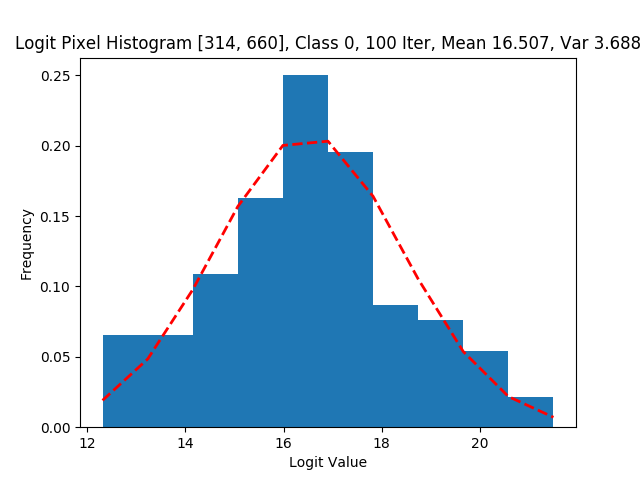 Logit Pixel Histogram [314, 660], Class 0, 100 Iter, Mean 16.507, Var 3.688
0.25
0.20
0.15
0.10
0.05
0.00
Frequency
12 14 16 18 20
Logit Value